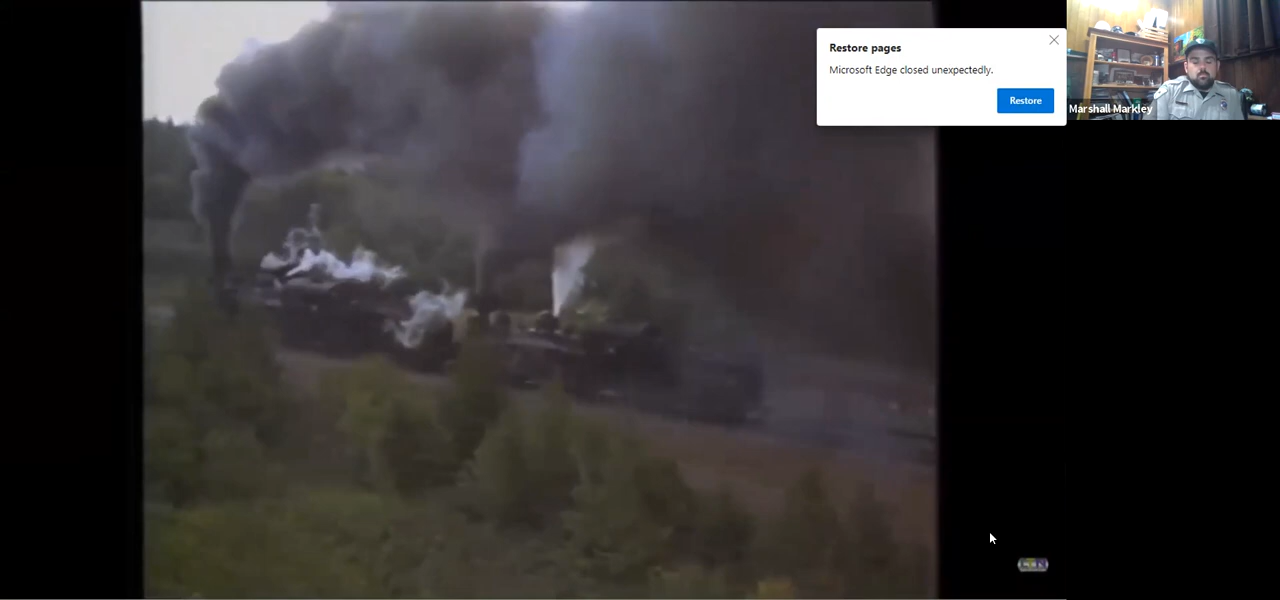 Restore pages
Microsoft Edge closed unexpectedly.
Restore
Marshall Markley